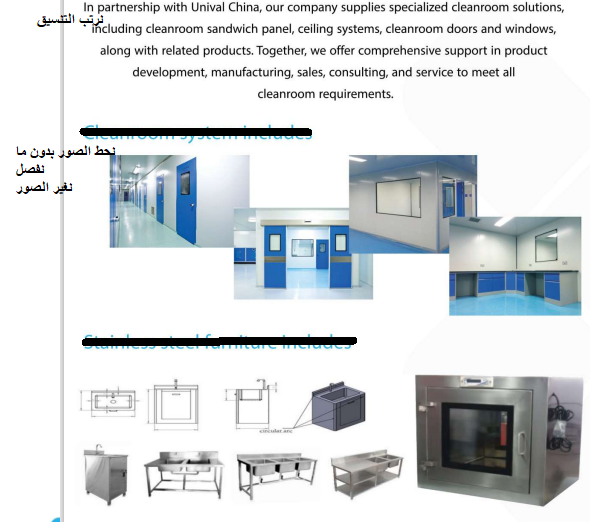 In partnership with Unival China, our company supplies specialized cleanroom solutions,
نرتب التنسيق
including cleanroom sandwich panel, ceiling systems, cleanroom doors and windows,
along with related products. Together, we offer comprehensive support in product
development, manufacturing, sales, consulting, and service to meet all
cleanroom requirements.
Cleanroom system includes
نحط الصور بدون ما
نفصل
نغير الصور
Stainless steel furniture includes
circular arc